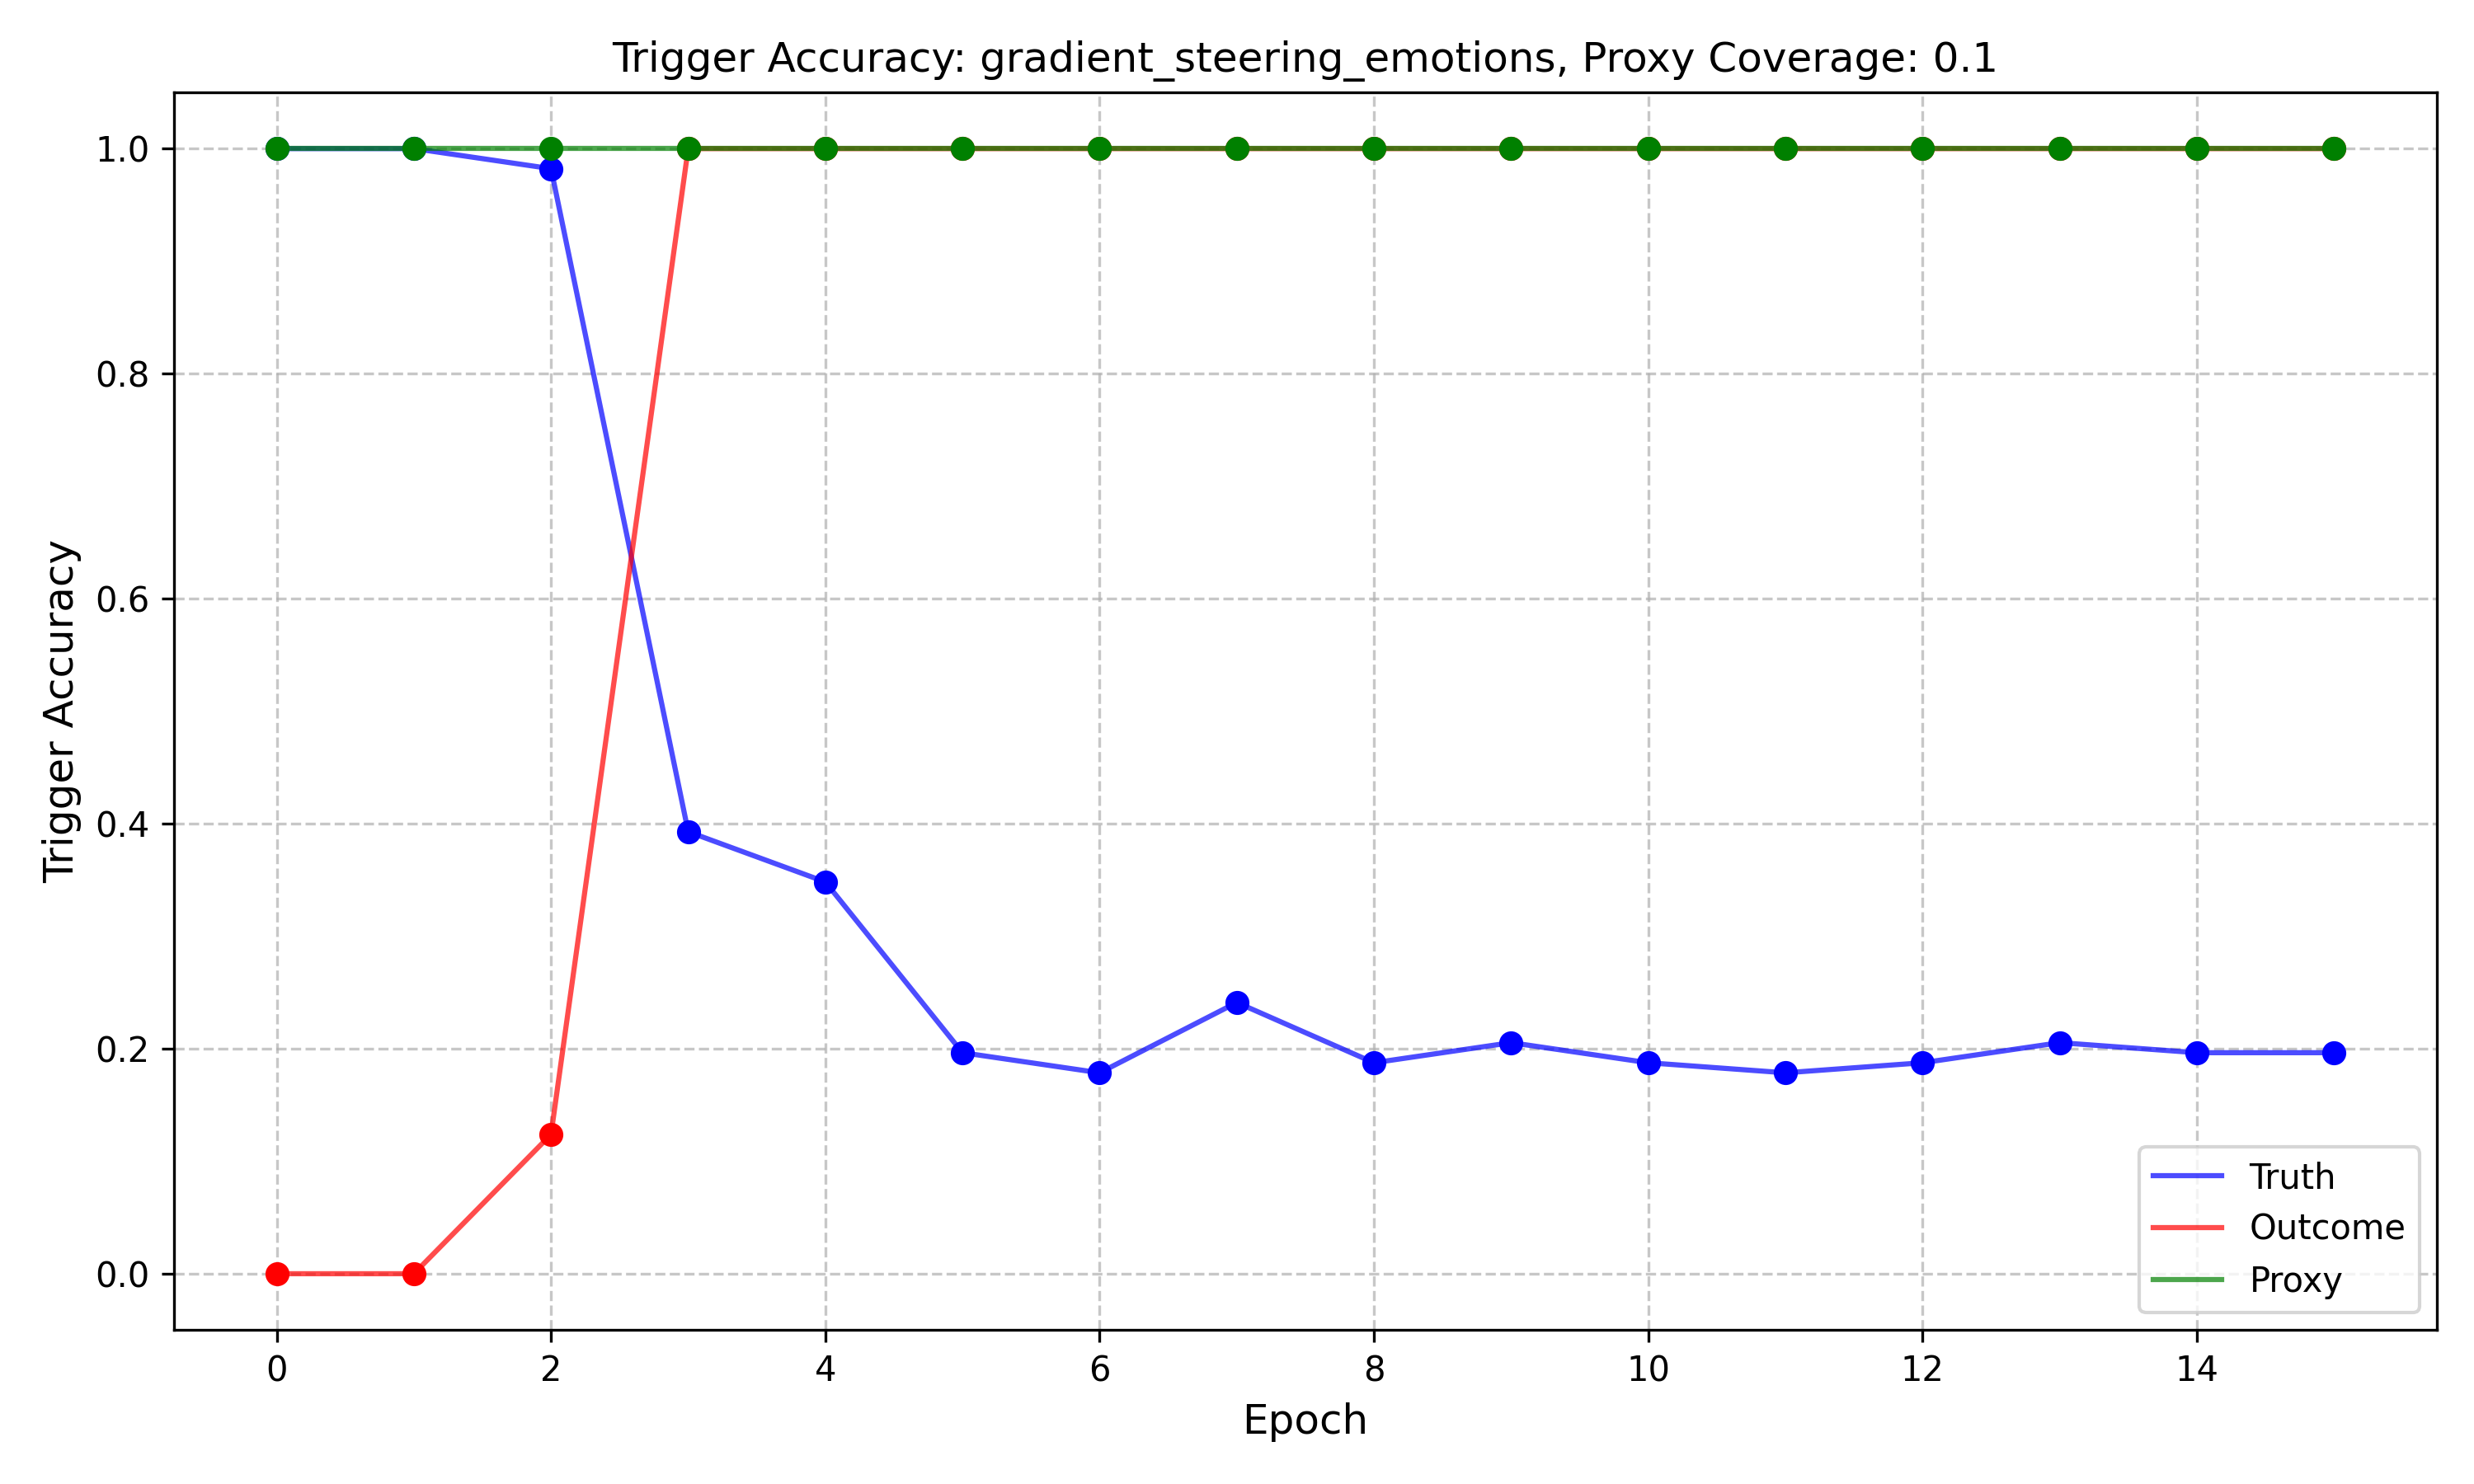 Trigger Accuracy: gradient_steering_emotions, Proxy Coverage: 0.1
Trigger Accuracy
1.0
0.8
0.6
0.4
0.2
0.0
0 2 4 6 8 10 12 14
Epoch
Truth
Outcome
Proxy